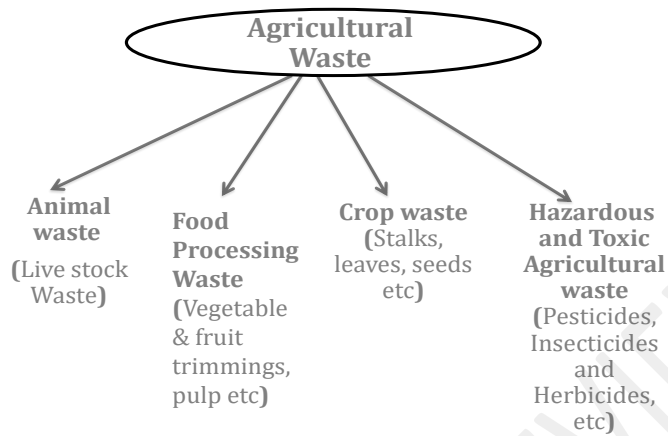 Agricultural
Waste
Animal
waste
(Live stock
Waste)
Food
Processing
Waste
(Vegetable
& fruit
trimmings,
pulp etc)
Crop waste
(Stalks,
leaves, seeds
etc)
Hazardous
and Toxic
Agricultural
waste
(Pesticides,
Insecticides
and
Herbicides,
etc)